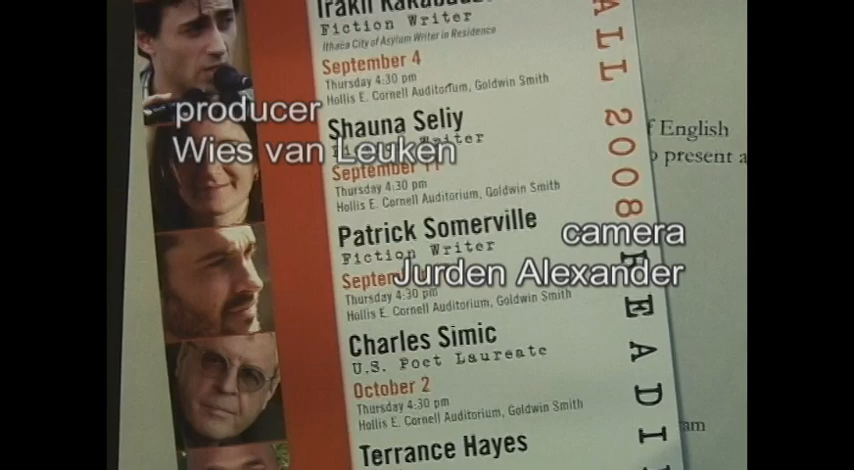 Irakli
Fiction Writer
Ithaca City of Asylum Writer in Residence
September 4
Thursday 4:30 pm
Hollis E. Cornell Auditorium, Goldwin Smith
Shauna Seliy
Fiction Writer
September 11
Thursday 4:30 pm
Hollis E. Cornell Auditorium, Goldwin Smith
Patrick Somerville
Fiction Writer
Thursday 4:30 pm
Hollis E. Cornell Auditorium, Goldwin Smith
Charles Simic
U.S. Poet Laureate
October 2
Thursday 4:30 pm
Hollis E. Cornell Auditorium, Goldwin Smith
Terrance Hayes
ALL 2008 READI
f English
present a
am
producer
Wies van Leuken
camera
Jurden Alexander